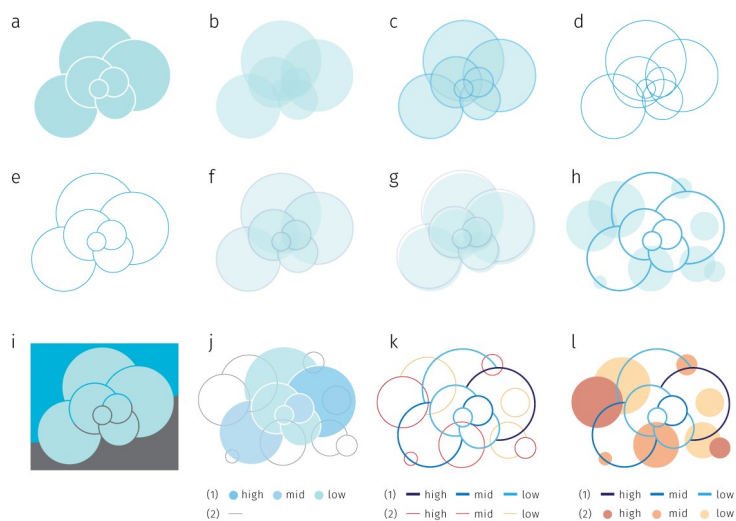 a b c d
e f g h
i j k l
(1) high mid low (1) high mid low (1) high mid low
(2) (2) high mid low (2) high mid low